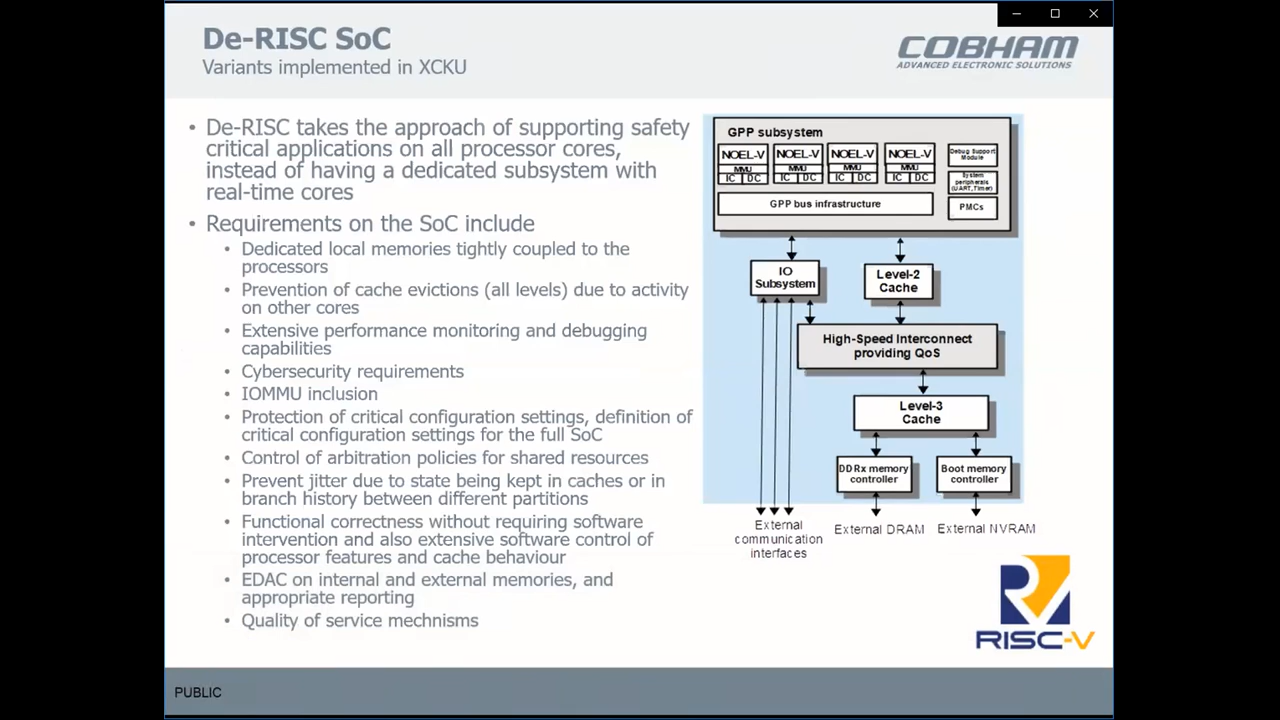 De-RISC SoC
Variants implemented in XCKU
COBHAM
ADVANCED ELECTRONIC SOLUTIONS
• De-RISC takes the approach of supporting safety
critical applications on all processor cores,
instead of having a dedicated subsystem with
real-time cores
• Requirements on the SoC include
• Dedicated local memories tightly coupled to the
processors
• Prevention of cache evictions (all levels) due to activity
on other cores
• Extensive performance monitoring and debugging
capabilities
• Cybersecurity requirements
• IOMMU inclusion
• Protection of critical configuration settings, definition of
critical configuration settings for the full SoC
• Control of arbitration policies for shared resources
• Prevent jitter due to state being kept in caches or in
branch history between different partitions
• Functional correctness without requiring software
intervention and also extensive software control of
processor features and cache behaviour
• EDAC on internal and external memories, and
appropriate reporting
• Quality of service mechnisms
GPP subsystem
NOEL-V NOEL-V NOEL-V NOEL-V
MMU MMU MMU MMU
IC DC IC DC IC DC IC DC
Debug Support
Module
System
peripherals
(UART,Timer)
PMCs
GPP bus infrastructure
IO
Subsystem
Level-2
Cache
High-Speed Interconnect
providing QoS
Level-3
Cache
DDRx memory
controller
Boot memory
controller
External
communication
interfaces
External DRAM
External NVRAM
RISC-V
PUBLIC